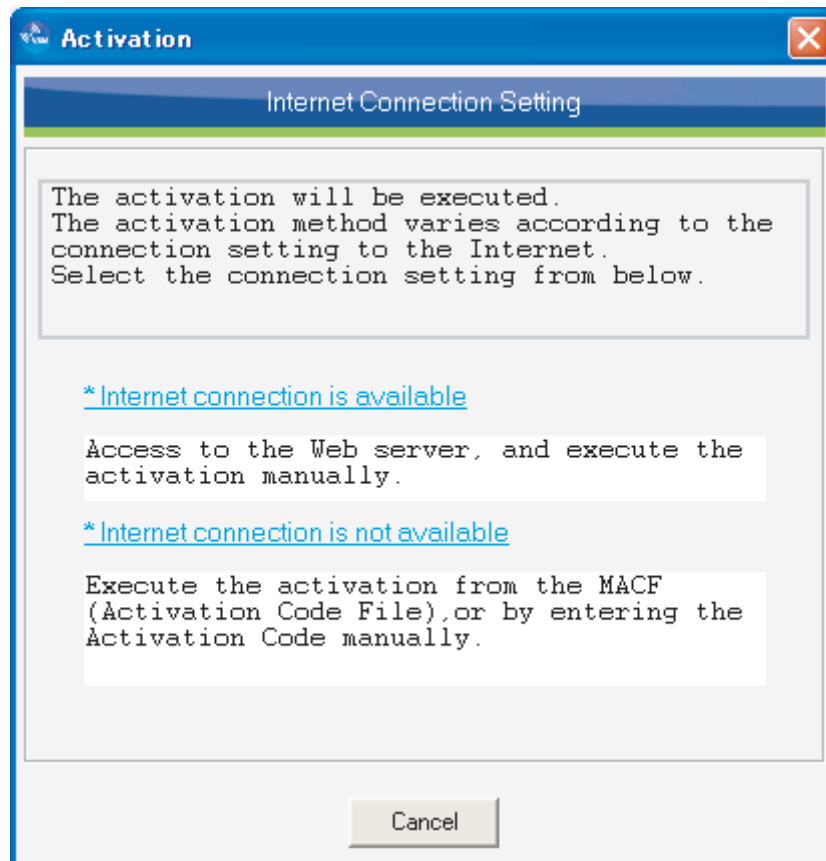 Activation
Internet Connection Setting
The activation will be executed.
The activation method varies according to the
connection setting to the Internet.
Select the connection setting from below.
* Internet connection is available
Access to the Web server, and execute the
activation manually.
* Internet connection is not available
Execute the activation from the MACF
(Activation Code File),or by entering the
Activation Code manually.
Cancel